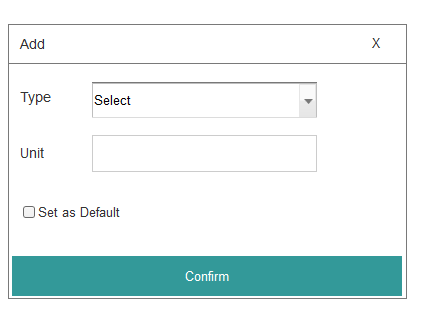 Add X
Type Select
Unit
Set as Default
Confirm